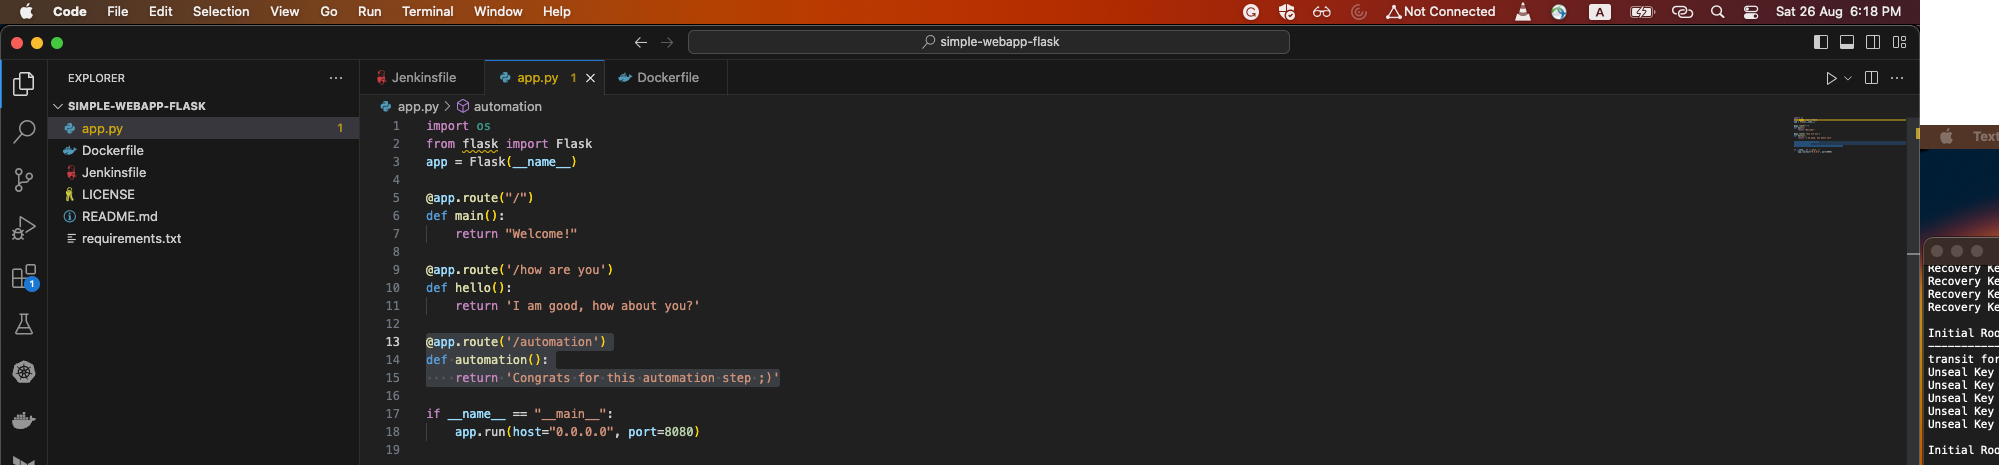 Code File Edit Selection View Go Run Terminal Window Help
Not Connected A Sat 26 Aug 6:18 PM
simple-webapp-flask
EXPLORER
SIMPLE-WEBAPP-FLASK
app.py 1
Dockerfile
Jenkinsfile
LICENSE
README.md
requirements.txt
1
Jenkinsfile app.py 1 Dockerfile
app.py > automation
1 import os
2 from flask import Flask
3 app = Flask(__name__)
4
5 @app.route("/")
6 def main():
7 return "Welcome!"
8
9 @app.route('/how are you')
10 def hello():
11 return 'I am good, how about you?'
12
13 @app.route('/automation')
14 def automation():
15 return 'Congrats for this automation step ;)'
16
17 if __name__ == "__main__":
18 app.run(host="0.0.0.0", port=8080)
19
Text
Recovery Ke
Recovery Ke
Recovery Ke
Recovery Ke
Initial Roo
-----------
transit for
Unseal Key
Unseal Key
Unseal Key
Unseal Key
Unseal Key
Initial Roo